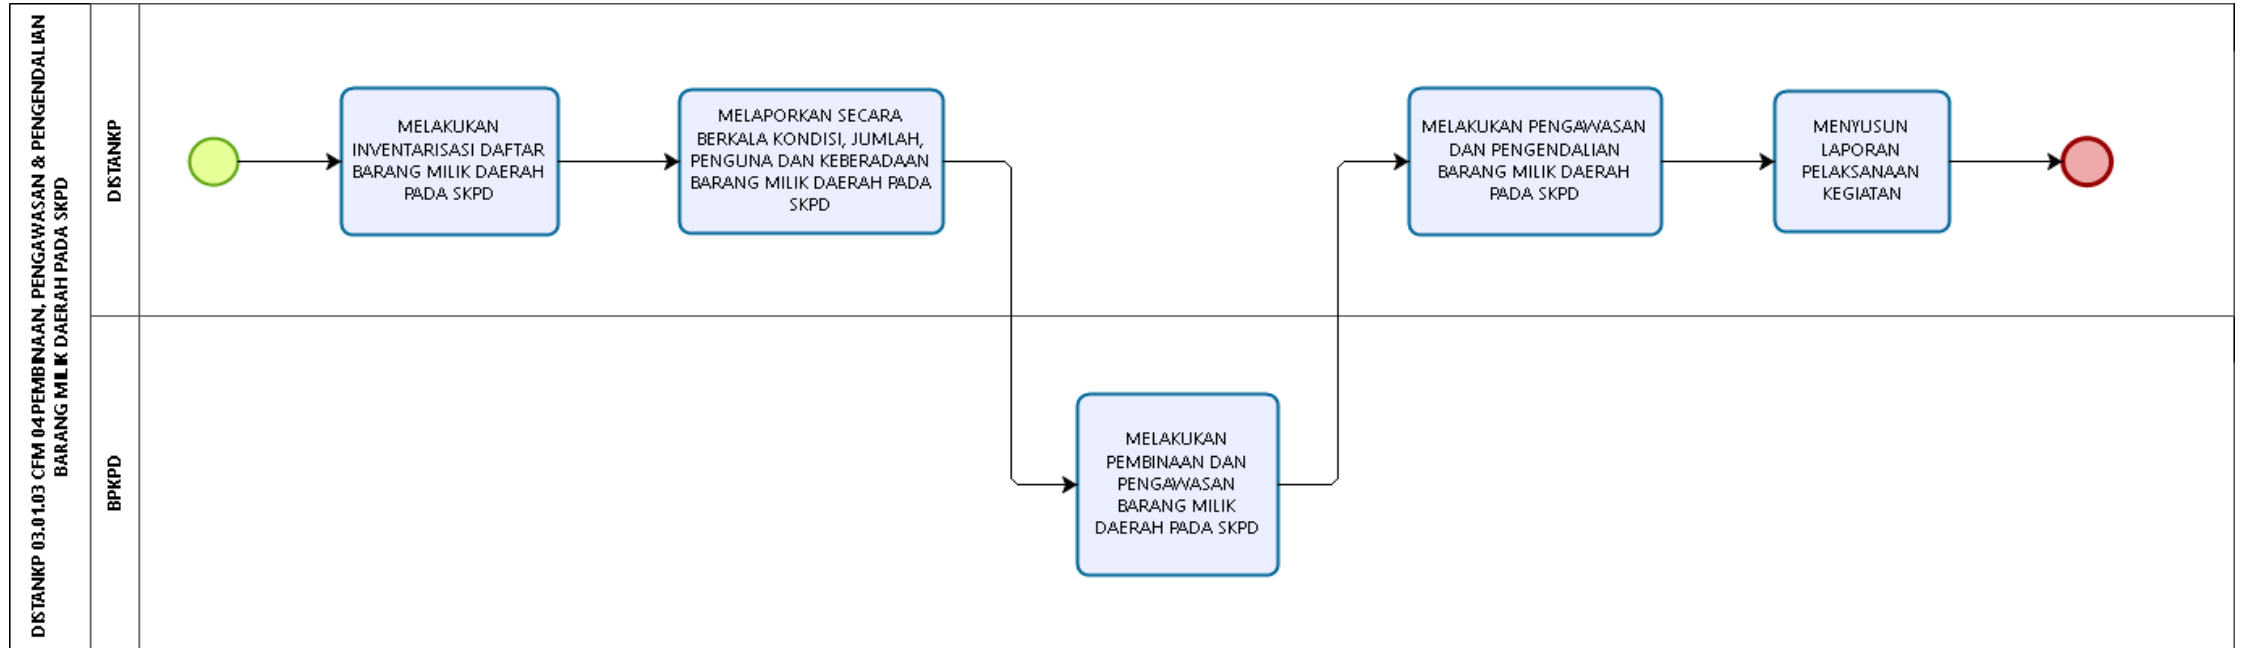 DISTANKP 03.01.03 CFM 04 PEMBINAAN, PENGAWASAN & PENGENDALIAN
BARANG MILIK DAERAH PADA SKPD
DISTANKP
MELAKUKAN
INVENTARISASI DAFTAR
BARANG MILIK DAERAH
PADA SKPD
MELAPORKAN SECARA
BERKALA KONDISI, JUMLAH,
PENGUNA DAN KEBERADAAN
BARANG MILIK DAERAH PADA
SKPD
MELAKUKAN PENGAWASAN
DAN PENGENDALIAN
BARANG MILIK DAERAH
PADA SKPD
MENYUSUN
LAPORAN
PELAKSANAAN
KEGIATAN
BPKPD
MELAKUKAN
PEMBINAAN DAN
PENGAWASAN
BARANG MILIK
DAERAH PADA SKPD